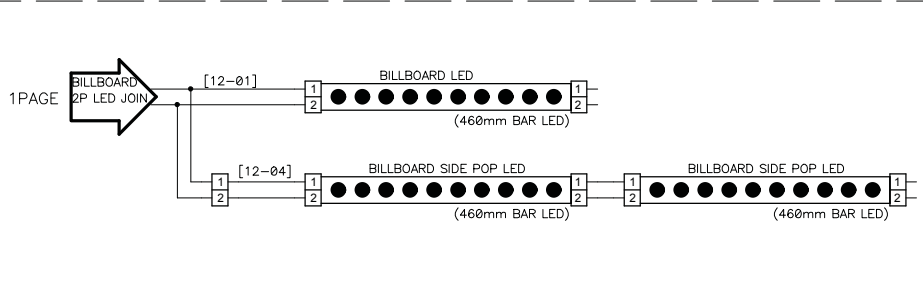 1PAGE
BILLBOARD
2P LED JOIN
[12-01]
BILLBOARD LED
1
2
1
2
(460mm BAR LED)
1
2
[12-04]
BILLBOARD SIDE POP LED
1
2
1
2
(460mm BAR LED)
BILLBOARD SIDE POP LED
1
2
1
2
(460mm BAR LED)